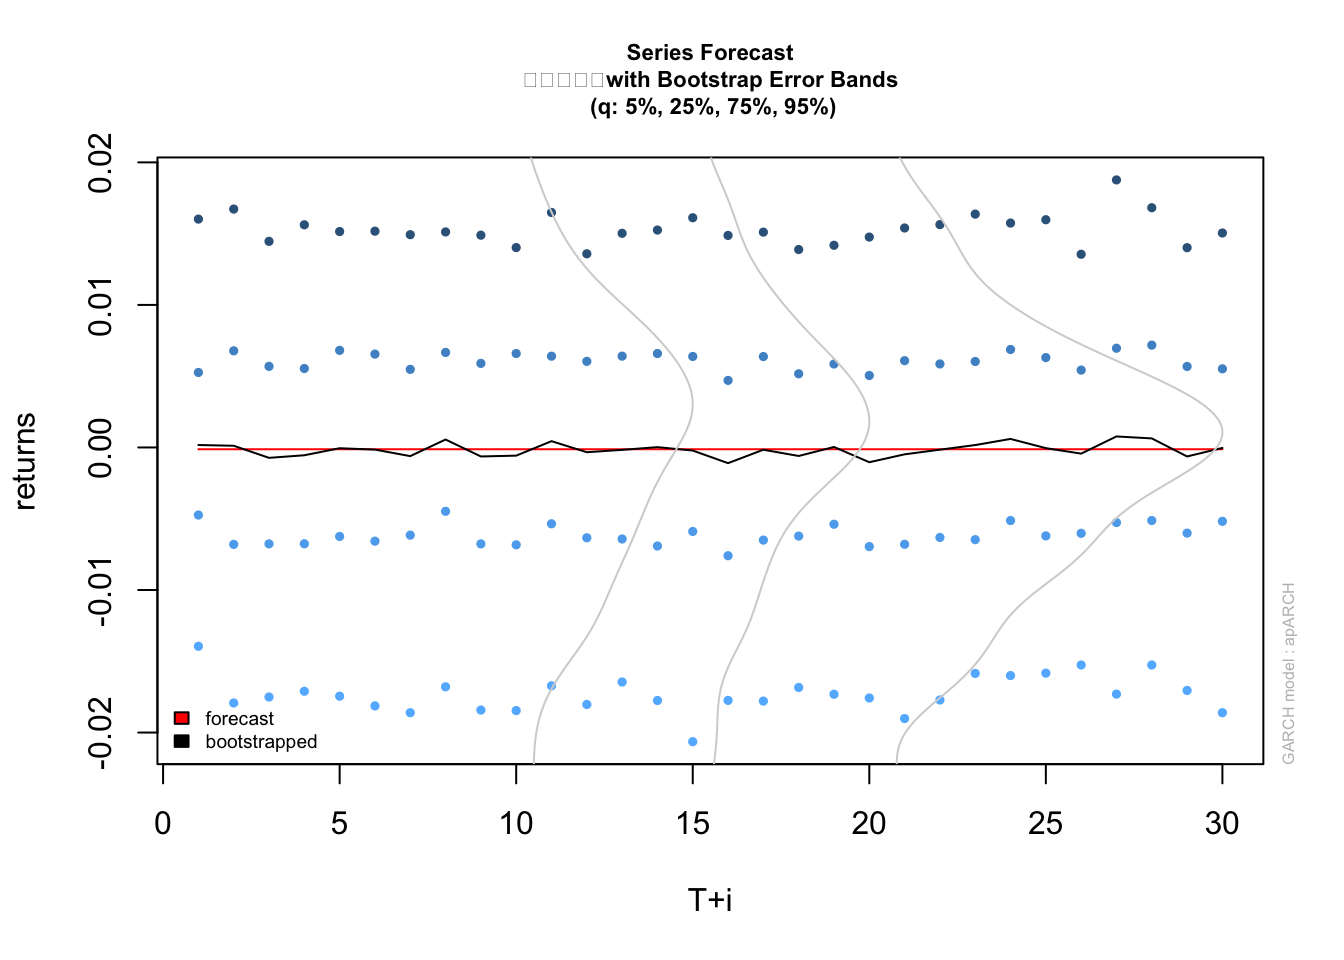 Series Forecast
with Bootstrap Error Bands
(q: 5%, 25%, 75%, 95%)
returns
0.02
0.01
0.00
-0.01
-0.02
forecast
bootstrapped
0 5 10 15 20 25 30
T+i
GARCH model : apARCH